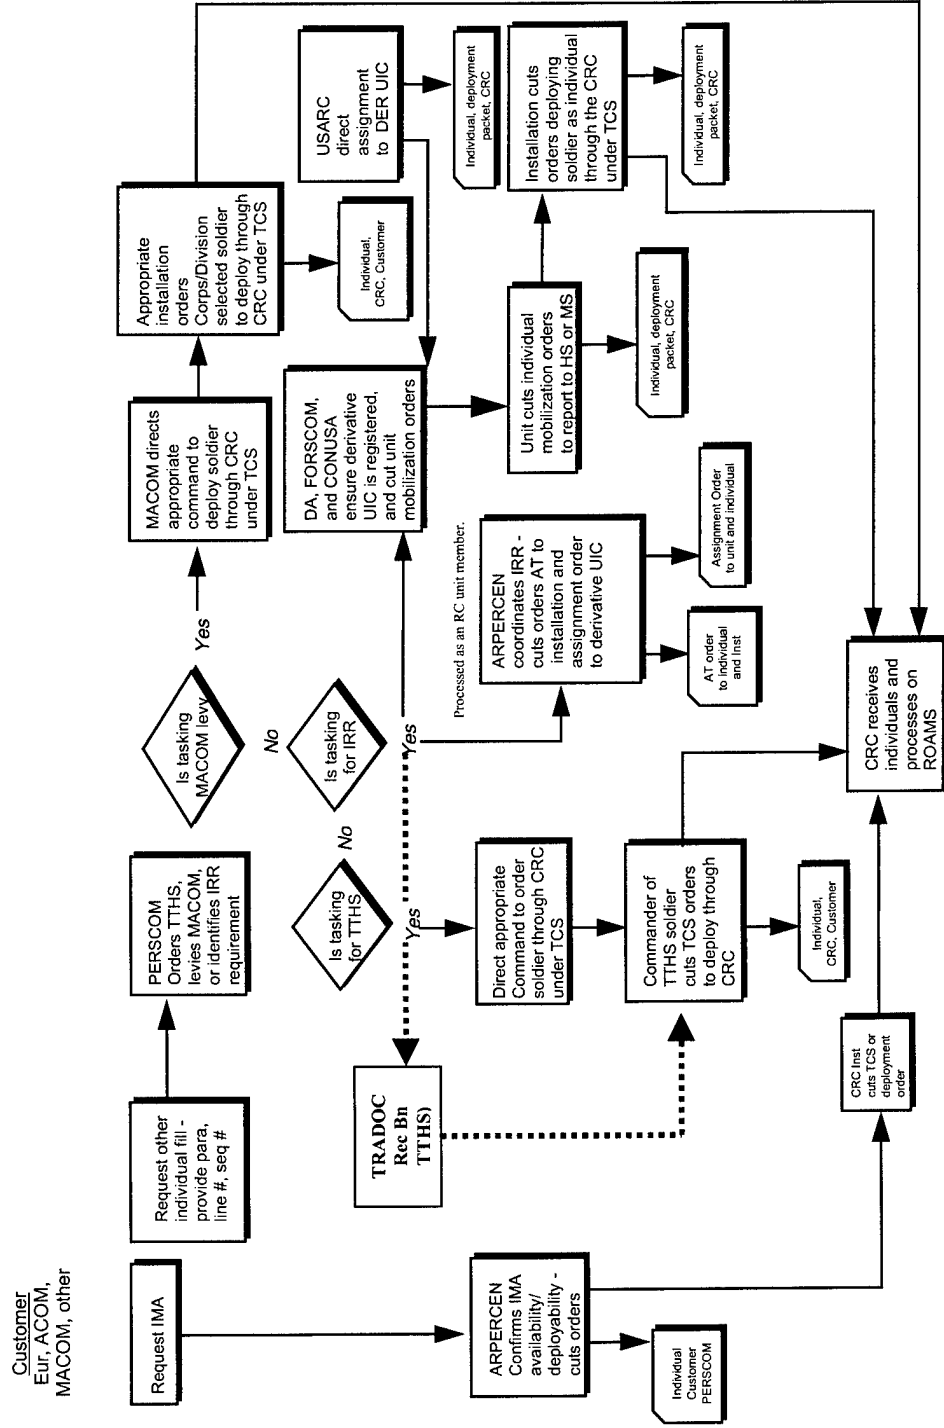 Customer
Eur, ACOM,
MACOM, other
Request IMA
Request other
individual fill -
provide para,
line #, seq #
PERSCOM
Orders TTHS,
levies MACOM,
or identifies IRR
requirement
Is tasking
MACOM levy
Yes
MACOM directs
appropriate
command to
deploy soldier
through CRC
under TCS
Appropriate
installation
orders
Corps/Division
selected soldier
to deploy through
CRC under TCS
Individual,
CRC, Customer
No
Is tasking
for IRR
Yes
DA, FORSCOM,
and CONUSA
ensure derivative
UIC is registered,
and cut unit
mobilization orders
USARC
direct
assignment
to DER UIC
Individual, deployment
packet, CRC
No
Is tasking
for TTHS
Yes
TRADOC
Rec Bn
TTHS)
Processed as an RC unit member.
ARPERCEN
coordinates IRR -
cuts orders AT to
installation and
assignment order
to derivative UIC
AT order
to individual
and Inst
Assignment Order
to unit and individual
Unit cuts individual
mobilization orders
to report to HS or MS
Individual, deployment
packet, CRC
Installation cuts
orders deploying
soldier as individual
through the CRC
under TCS
Individual, deployment
packet, CRC
Direct appropriate
Command to order
soldier through CRC
under TCS
Commander of
TTHS soldier
cuts TCS orders
to deploy through
CRC
Individual,
CRC, Customer
ARPERCEN
Confirms IMA
availability/
deployability -
cuts orders
Individual
Customer
PERSCOM
CRC Inst
cuts TCS or
deployment
order
CRC receives
individuals and
processes on
ROAMS